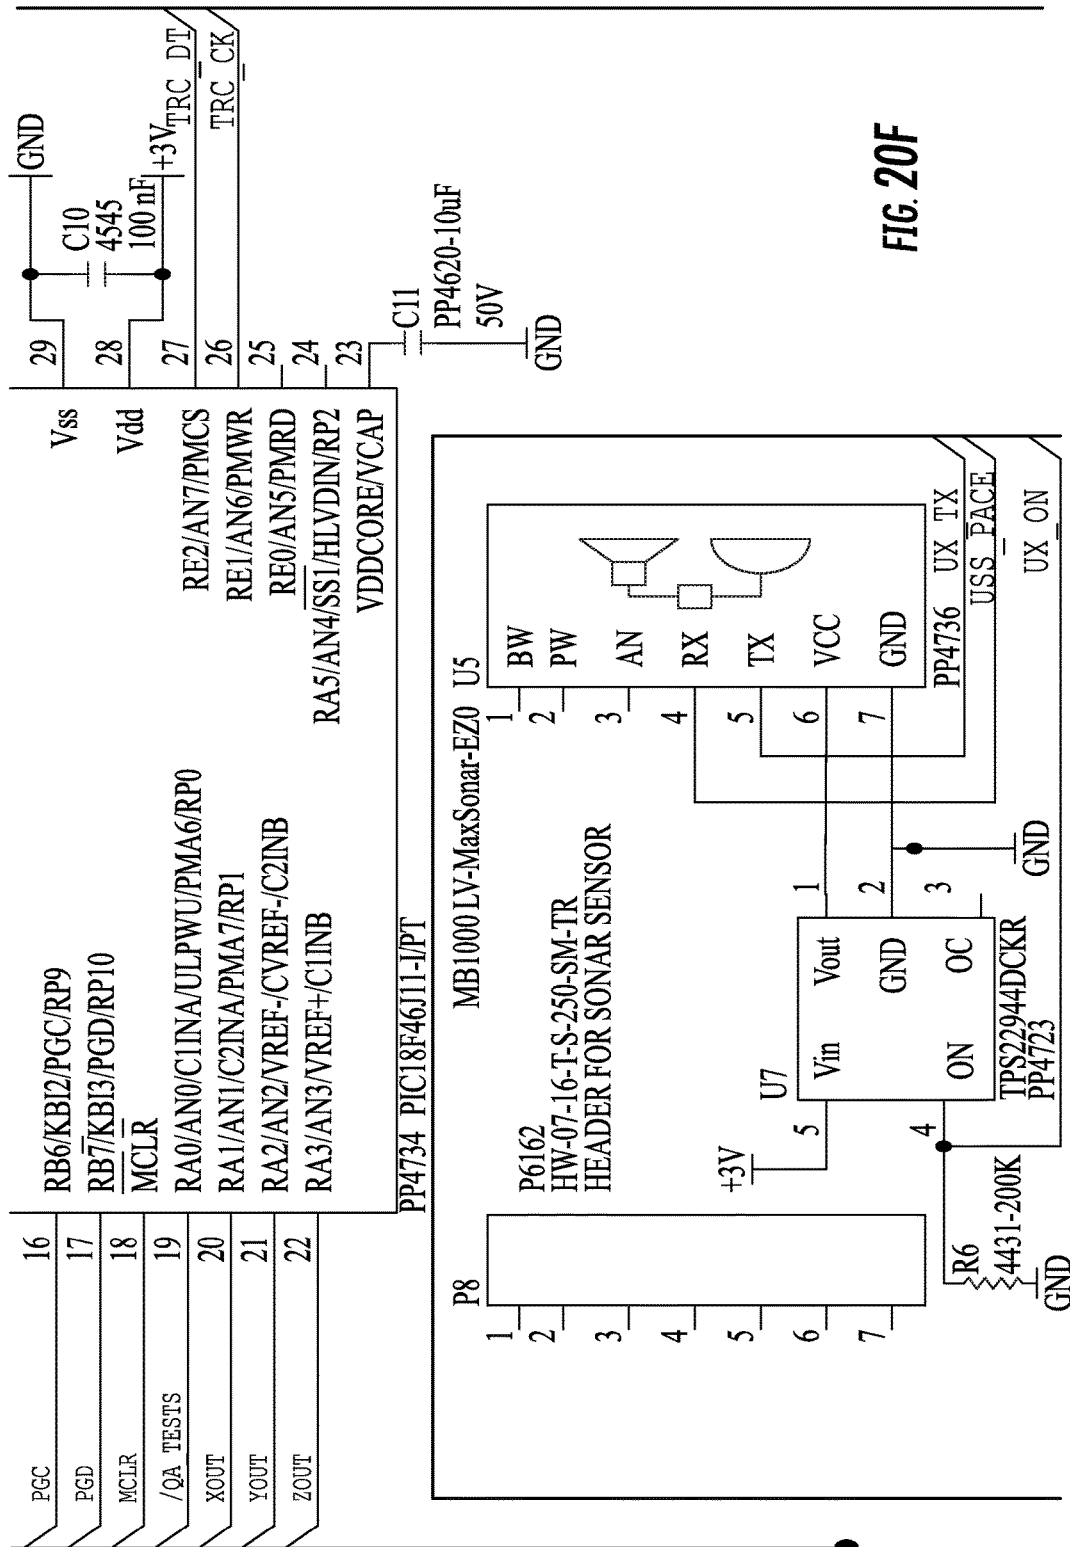 PGC
PGD
MCLR
/QA TESTS
XOUT
YOUT
ZOUT
16
17
18
19
20
21
22
RB6/KBI2/PGC/RP9
RB7/KBI3/PGD/RP10
MCLR
RA0/AN0/C1INA/ULPWU/PMA6/RP0
RA1/AN1/C2INA/PMA7/RP1
RA2/AN2/VREF-/CVREF-/C2INB
RA3/AN3/VREF+/C1INB
PP4734 PIC18F46J11-I/PT
Vss
Vdd
RE2/AN7/PMCS
RE1/AN6/PMWR
RE0/AN5/PMRD
RA5/AN4/SS1/HLVDIN/RP2
VDDCORE/VCAP
29
28
27
26
25
24
23
GND
C10
4545
100 nF
+3V
TRC_DT
TRC_CK
C11
PP4620-10uF
50V
GND
P8
1
2
3
4
5
6
7
P6162
HW-07-16-T-S-250-SM-TR
HEADER FOR SONAR SENSOR
MB1000 LV-MaxSonar-EZ0
U5
1
2
3
4
5
6
7
BW
PW
AN
RX
TX
VCC
GND
PP4736
UX_TX
USS_PACE
UX_ON
+3V
U7
5
4
Vin
ON
Vout
GND
OC
1
2
3
TPS22944DCKR
PP4723
GND
R6
4431-200K
GND
FIG. 20F